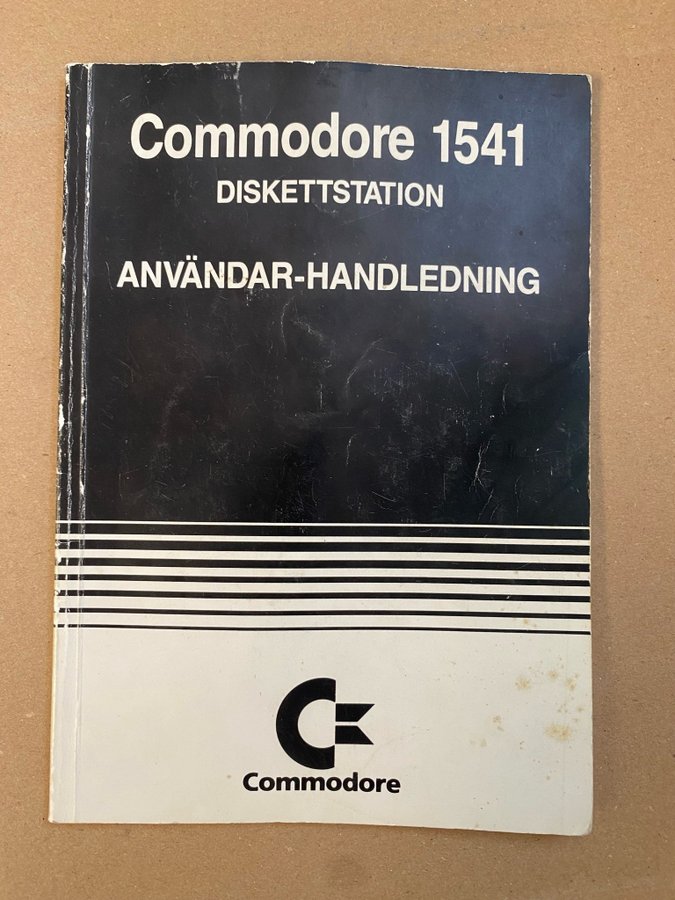 Commodore 1541
DISKETTSTATION
ANVÄNDAR-HANDLEDNING
Commodore